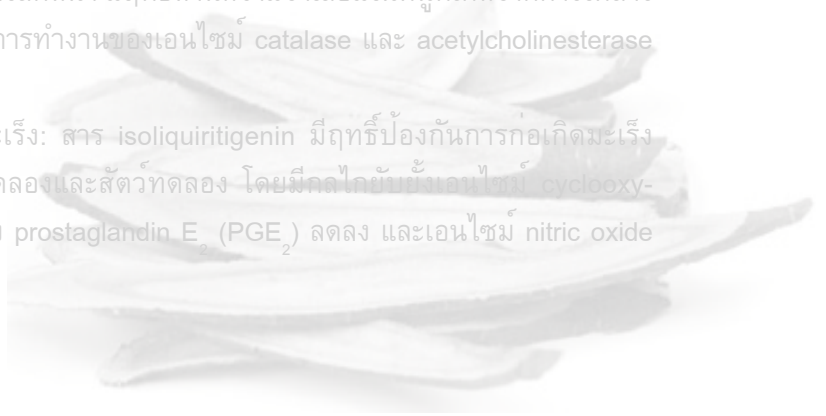 การทำงานของเอนไซม์ catalase และ acetylcholinesterase
เร็ง: สาร isoliquiritigenin มีฤทธิ์ป้องกันการก่อเกิดมะเร็ง
ดลองและสัตว์ทดลอง โดยมีกลไกยับยั้งเอนไซม์ cyclooxy-
prostaglandin E₂ (PGE₂) ลดลง และเอนไซม์ nitric oxide